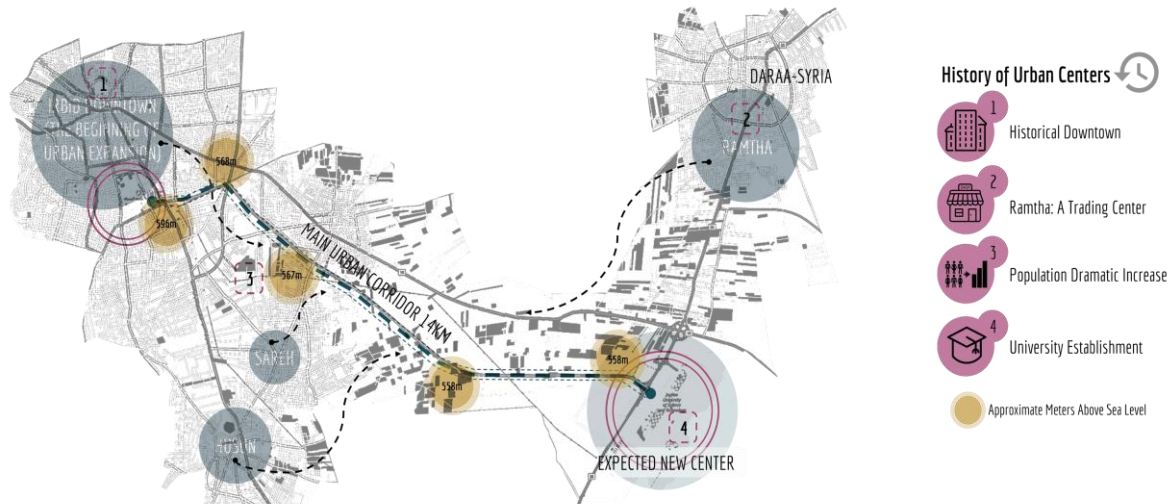 1
IRBID DOWNTOWN
(THE BEGINNING OF
URBAN EXPANSION)
568m
596m
3
567m
MAIN URBAN CORRIDOR 14KM
SAREH
HUSON
558m
558m
DARAA-SYRIA
2
RAMTHA
4
EXPECTED NEW CENTER
History of Urban Centers
1
Historical Downtown
2
Ramtha: A Trading Center
3
Population Dramatic Increase
4
University Establishment
Approximate Meters Above Sea Level